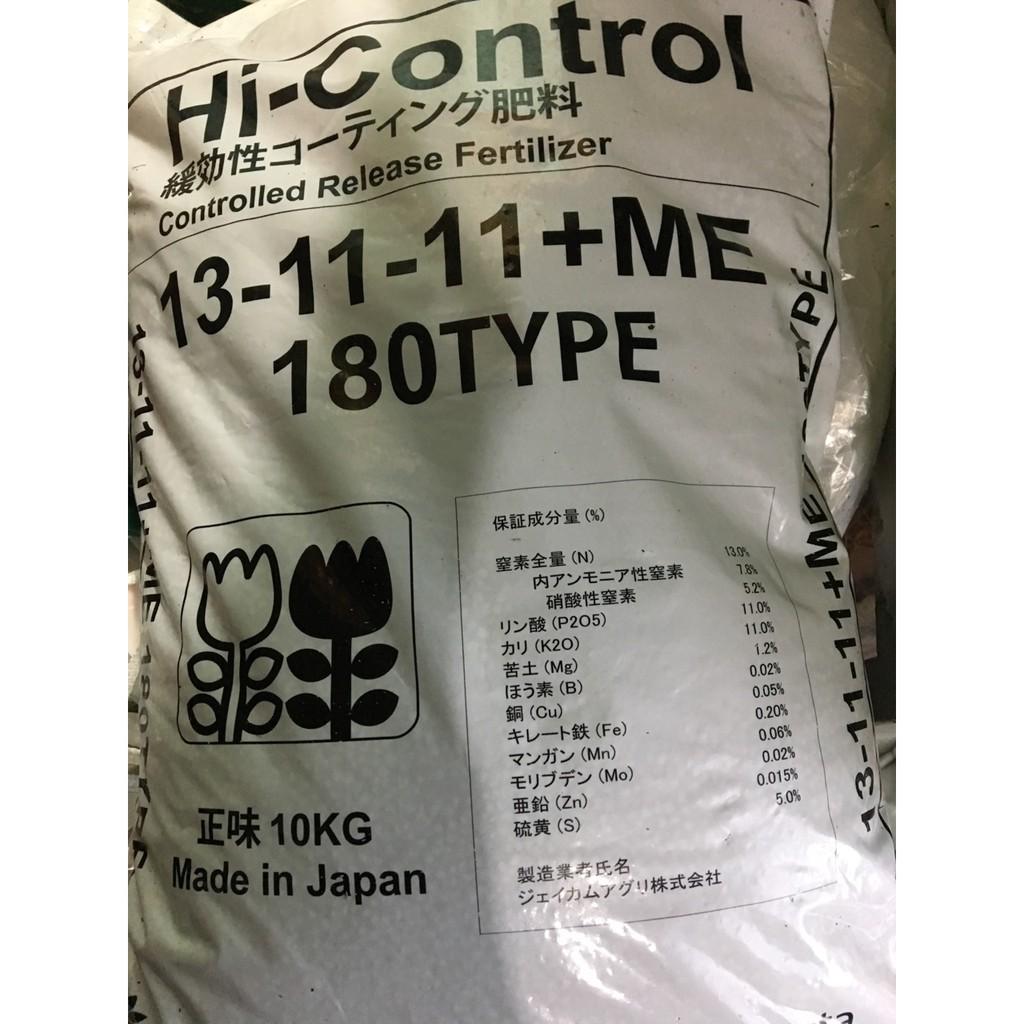 Hi-Control
緩効性コーティング肥料
Controlled Release Fertilizer
13-11-11+ME
180TYPE
保証成分量(%)
窒素全量(N) 13.0%
内アンモニア性窒素 7.8%
硝酸性窒素 5.2%
リン酸(P2O5) 11.0%
カリ(K2O) 11.0%
苦土(Mg) 1.2%
ほう素(B) 0.02%
銅(Cu) 0.05%
キレート鉄(Fe) 0.20%
マンガン(Mn) 0.06%
モリブデン(Mo) 0.02%
亜鉛(Zn) 0.015%
硫黄(S) 5.0%
製造業者氏名
ジェイカムアグリ株式会社
正味10KG
Made in Japan
13-11-11+ME 180TYPE
13-11-11+ME TYPE